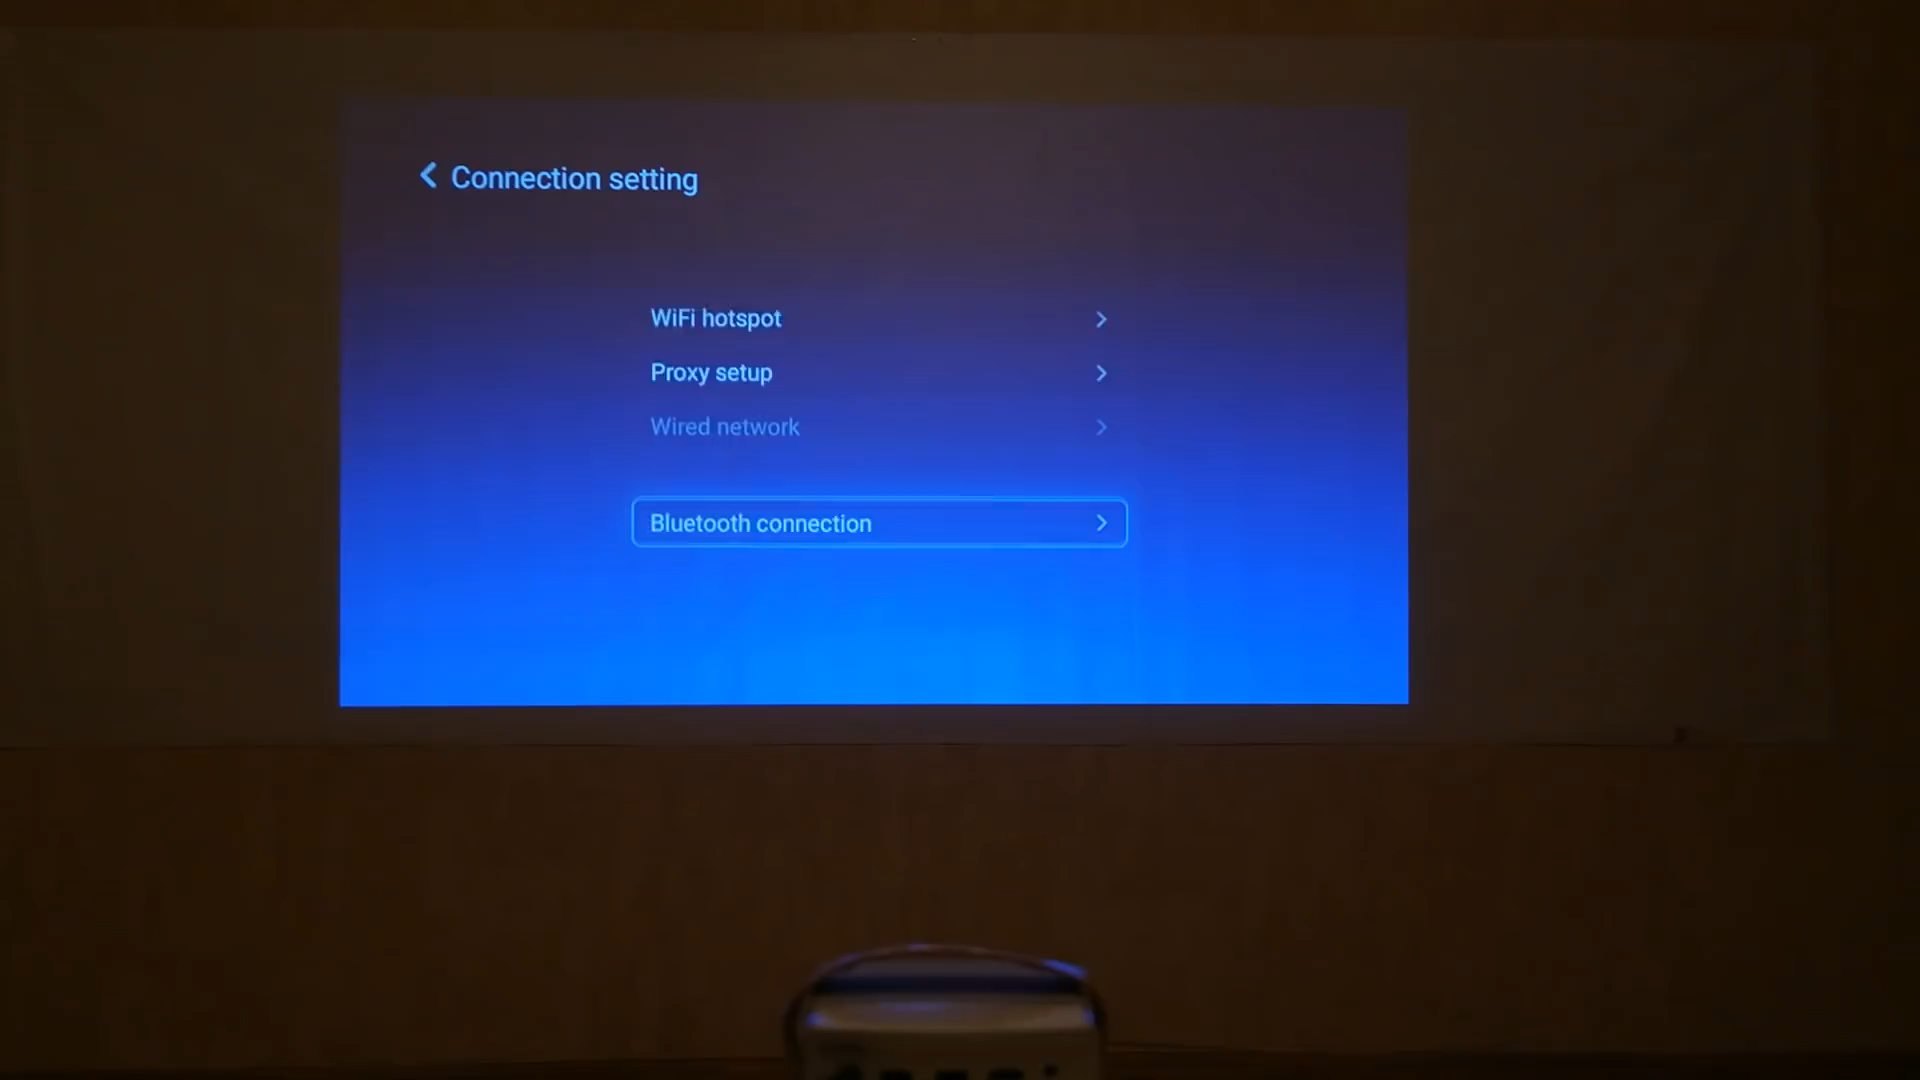 Connection setting
WiFi hotspot
Proxy setup
Wired network
Bluetooth connection